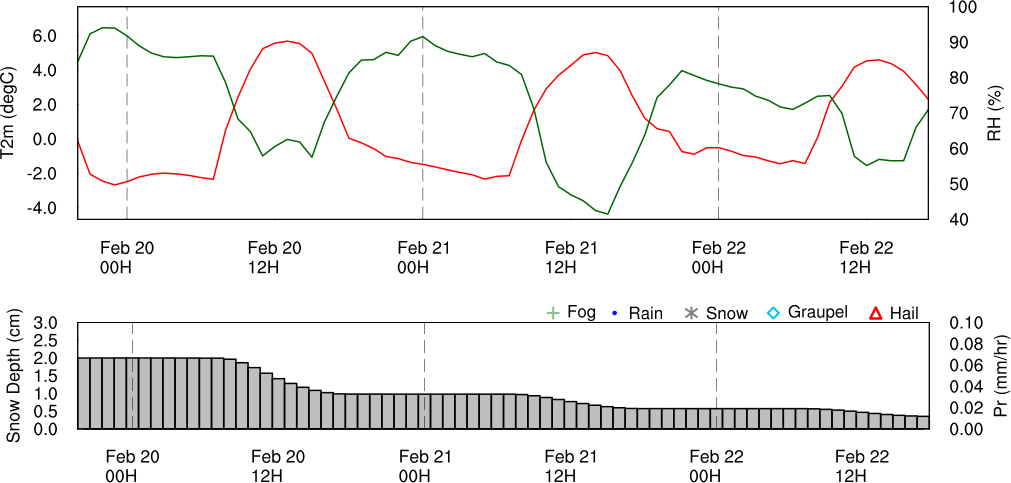 T2m (degC)
6.0
4.0
2.0
0.0
-2.0
-4.0
100
90
80
70
60
50
40
RH (%)
Feb 20 Feb 20 Feb 21 Feb 21 Feb 22 Feb 22
00H 12H 00H 12H 00H 12H
Fog Rain Snow Graupel Hail
Snow Depth (cm)
3.0
2.5
2.0
1.5
1.0
0.5
0.0
0.10
0.08
0.06
0.04
0.02
0.00
Pr (mm/hr)
Feb 20 Feb 20 Feb 21 Feb 21 Feb 22 Feb 22
00H 12H 00H 12H 00H 12H